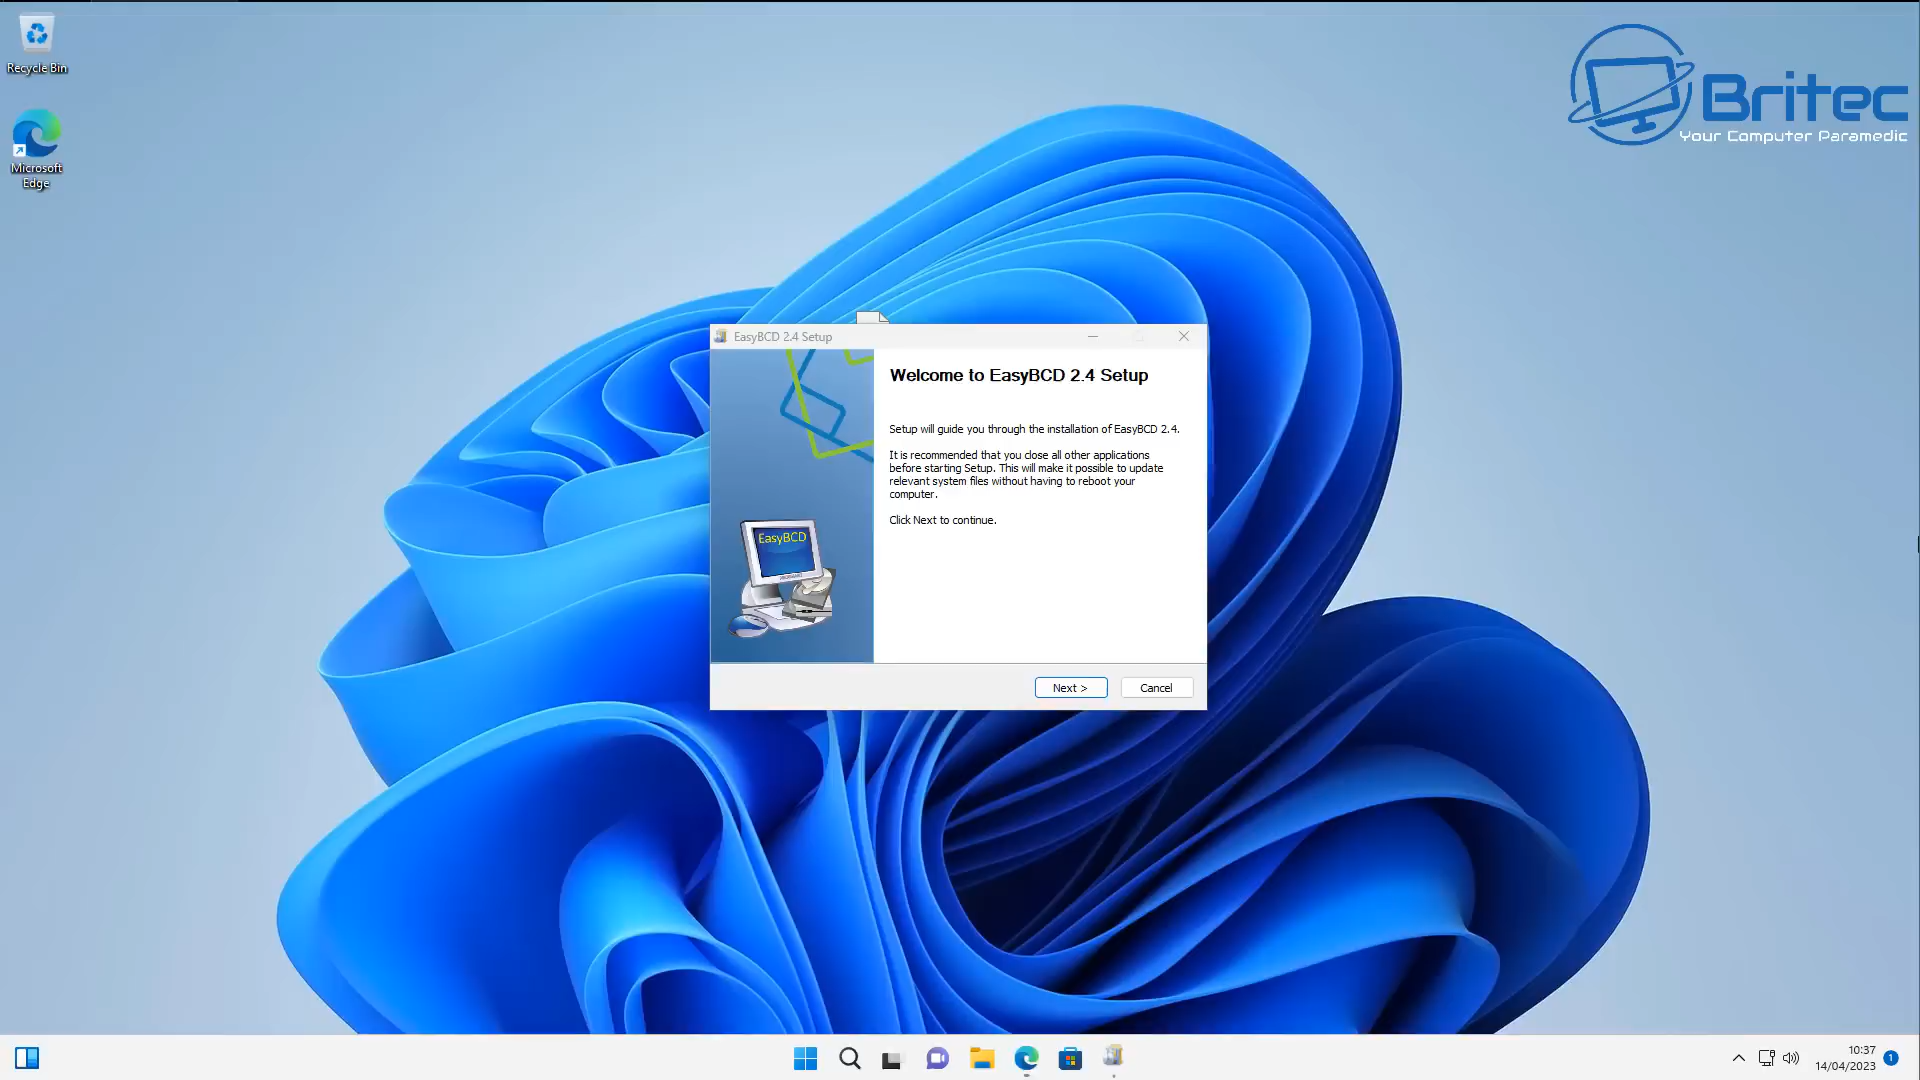 Recycle Bin
Microsoft
Edge
Britec
Your Computer Paramedic
EasyBCD 2.4 Setup
Welcome to EasyBCD 2.4 Setup
Setup will guide you through the installation of EasyBCD 2.4.
It is recommended that you close all other applications
before starting Setup. This will make it possible to update
relevant system files without having to reboot your
computer.
Click Next to continue.
EasyBCD
Next >
Cancel
10:37
14/04/2023
1